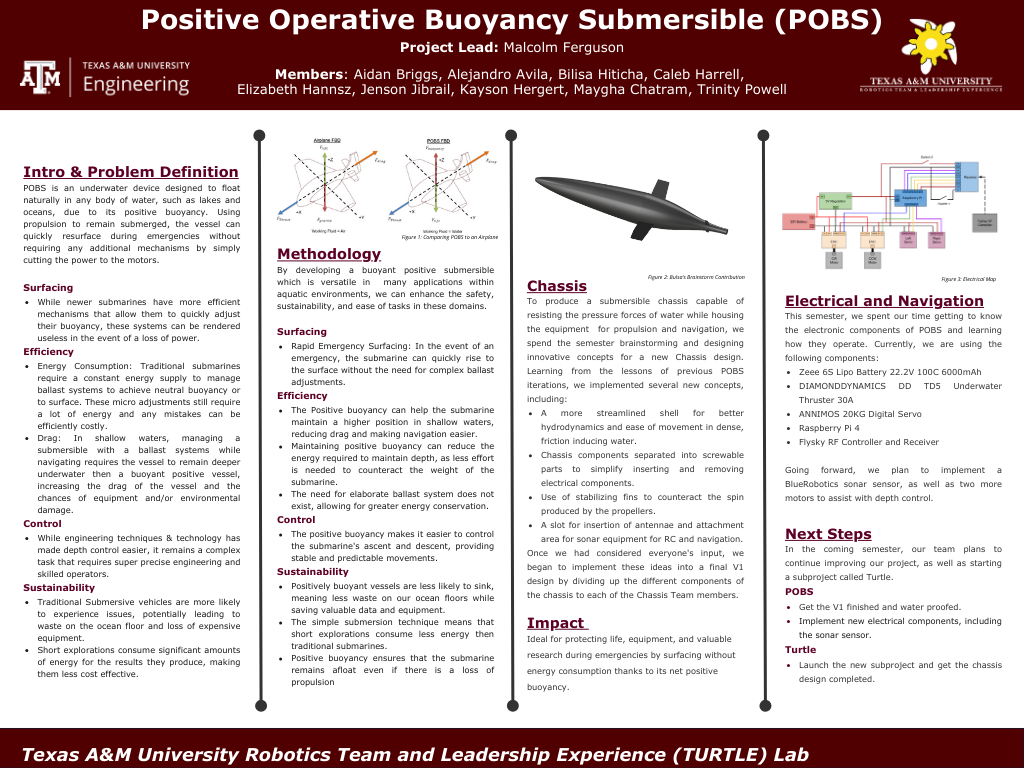 Positive Operative Buoyancy Submersible (POBS)
Project Lead: Malcolm Ferguson
Members: Aidan Briggs, Alejandro Avila, Bilisa Hiticha, Caleb Harrell,
Elizabeth Hannsz, Jenson Jibrail, Kayson Hergert, Maygha Chatram, Trinity Powell
TEXAS A&M UNIVERSITY
Engineering
TEXAS A&M UNIVERSITY
ROBOTICS TEAM & LEADERSHIP EXPERIENCE
Intro & Problem Definition
POBS is an underwater device designed to float
naturally in any body of water, such as lakes and
oceans, due to its positive buoyancy. Using
propulsion to remain submerged, the vessel can
quickly resurface during emergencies without
requiring any additional mechanisms by simply
cutting the power to the motors.
Surfacing
• While newer submarines have more efficient
mechanisms that allow them to quickly adjust
their buoyancy, these systems can be rendered
useless in the event of a loss of power.
Efficiency
• Energy Consumption: Traditional submarines
require a constant energy supply to manage
ballast systems to achieve neutral buoyancy or
to surface. These micro adjustments still require
a lot of energy and any mistakes can be
efficiently costly.
• Drag: In shallow waters, managing a
submersible with a ballast systems while
navigating requires the vessel to remain deeper
underwater then a buoyant positive vessel,
increasing the drag of the vessel and the
chances of equipment and/or environmental
damage.
Control
• While engineering techniques & technology has
made depth control easier, it remains a complex
task that requires super precise engineering and
skilled operators.
Sustainability
• Traditional Submersive vehicles are more likely
to experience issues, potentially leading to
waste on the ocean floor and loss of expensive
equipment.
• Short explorations consume significant amounts
of energy for the results they produce, making
them less cost effective.
Airplane FBD
POBS FBD
+Z
+Z
+X
+Y
+X
+Y
Working Fluid = Air
Working Fluid = Water
Figure 1: Comparing POBS to an Airplane
Methodology
By developing a buoyant positive submersible
which is versatile in many applications within
aquatic environments, we can enhance the safety,
sustainability, and ease of tasks in these domains.
Surfacing
• Rapid Emergency Surfacing: In the event of an
emergency, the submarine can quickly rise to
the surface without the need for complex ballast
adjustments.
Efficiency
• The Positive buoyancy can help the submarine
maintain a higher position in shallow waters,
reducing drag and making navigation easier.
• Maintaining positive buoyancy can reduce the
energy required to maintain depth, as less effort
is needed to counteract the weight of the
submarine.
• The need for elaborate ballast system does not
exist, allowing for greater energy conservation.
Control
• The positive buoyancy makes it easier to control
the submarine's ascent and descent, providing
stable and predictable movements.
Sustainability
• Positively buoyant vessels are less likely to sink,
meaning less waste on our ocean floors while
saving valuable data and equipment.
• The simple submersion technique means that
short explorations consume less energy then
traditional submarines.
• Positive buoyancy ensures that the submarine
remains afloat even if there is a loss of
propulsion
Figure 2: Bulsa's Brainstorm Contribution
Chassis
To produce a submersible chassis capable of
resisting the pressure forces of water while housing
the equipment for propulsion and navigation, we
spend the semester brainstorming and designing
innovative concepts for a new Chassis design.
Learning from the lessons of previous POBS
iterations, we implemented several new concepts,
including:
• A more streamlined shell for better
hydrodynamics and ease of movement in dense,
friction inducing water.
• Chassis components separated into screwable
parts to simplify inserting and removing
electrical components.
• Use of stabilizing fins to counteract the spin
produced by the propellers.
• A slot for insertion of antennae and attachment
area for sonar equipment for RC and navigation.
Once we had considered everyone's input, we
began to implement these ideas into a final V1
design by dividing up the different components of
the chassis to each of the Chassis Team members.
Impact
Ideal for protecting life, equipment, and valuable
research during emergencies by surfacing without
energy consumption thanks to its net positive
buoyancy.
Raspberry Pi
Figure 3: Electrical Map
Electrical and Navigation
This semester, we spent our time getting to know
the electronic components of POBS and learning
how they operate. Currently, we are using the
following components:
• Zeee 6S Lipo Battery 22.2V 100C 6000mAh
• DIAMONDDYNAMICS DD TD5 Underwater
Thruster 30A
• ANNIMOS 20KG Digital Servo
• Raspberry Pi 4
• Flysky RF Controller and Receiver
Going forward, we plan to implement a
BlueRobotics sonar sensor, as well as two more
motors to assist with depth control.
Next Steps
In the coming semester, our team plans to
continue improving our project, as well as starting
a subproject called Turtle.
POBS
• Get the V1 finished and water proofed.
• Implement new electrical components, including
the sonar sensor.
Turtle
• Launch the new subproject and get the chassis
design completed.
Texas A&M University Robotics Team and Leadership Experience (TURTLE) Lab